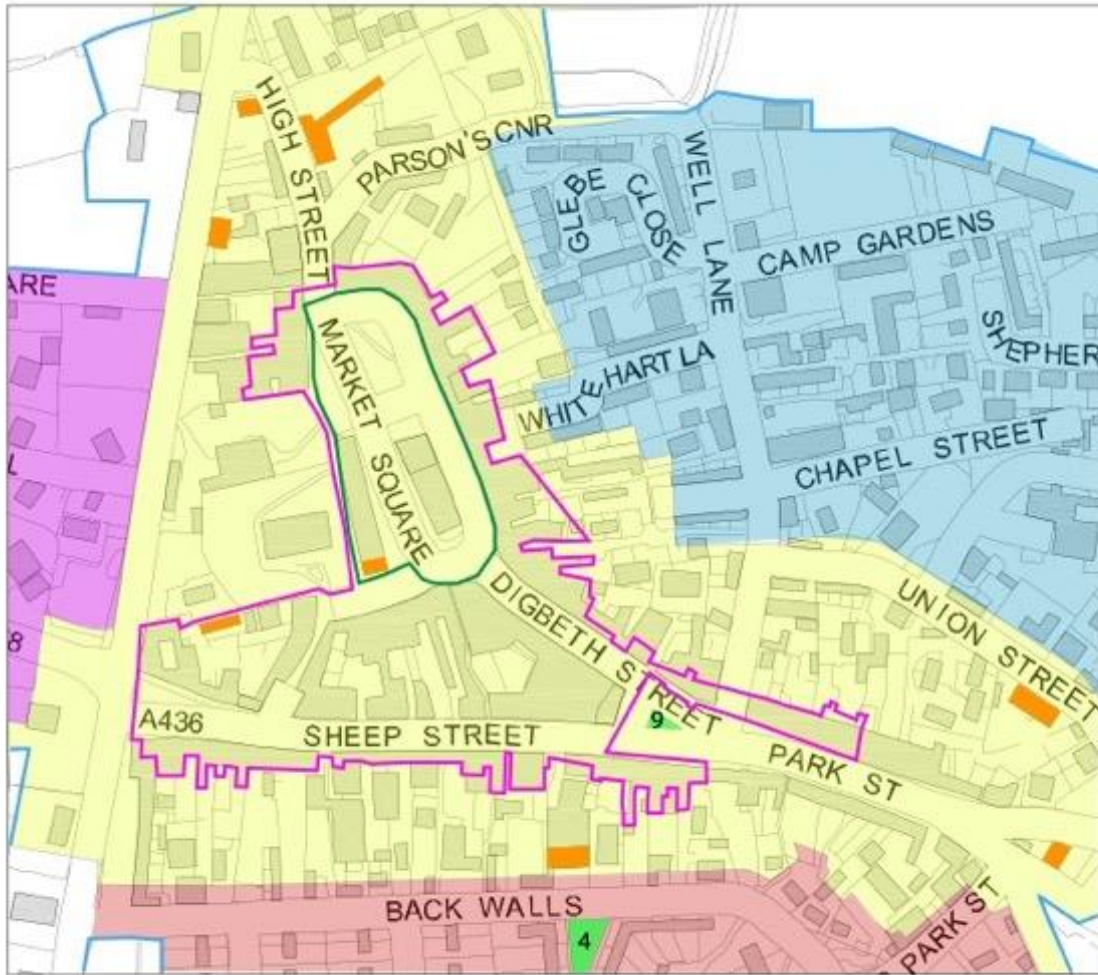 HIGH STREET
PARSON'S CNR
GLEBE CLOSE
WELL LANE
CAMP GARDENS
ARE
MARKET SQUARE
SHEPHER
WHITE HART LA
CHAPEL STREET
L
DIGBETH STREET
UNION STREET
8
A436
SHEEP STREET
9
PARK ST
BACK WALLS
4
PARK ST